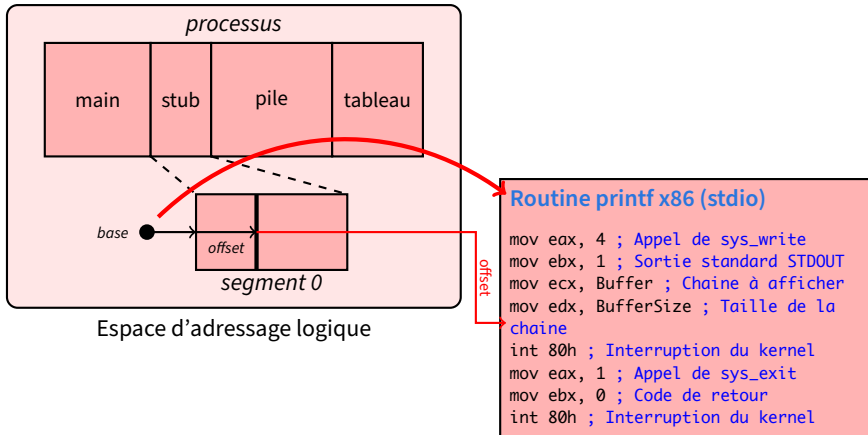 processus
main
stub
pile
tableau
base
offset
segment 0
Espace d'adressage logique
offset
Routine printf x86 (stdio)
mov eax, 4 ; Appel de sys_write
mov ebx, 1 ; Sortie standard STDOUT
mov ecx, Buffer ; Chaine à afficher
mov edx, BufferSize ; Taille de la
chaine
int 80h ; Interruption du kernel
mov eax, 1 ; Appel de sys_exit
mov ebx, 0 ; Code de retour
int 80h ; Interruption du kernel